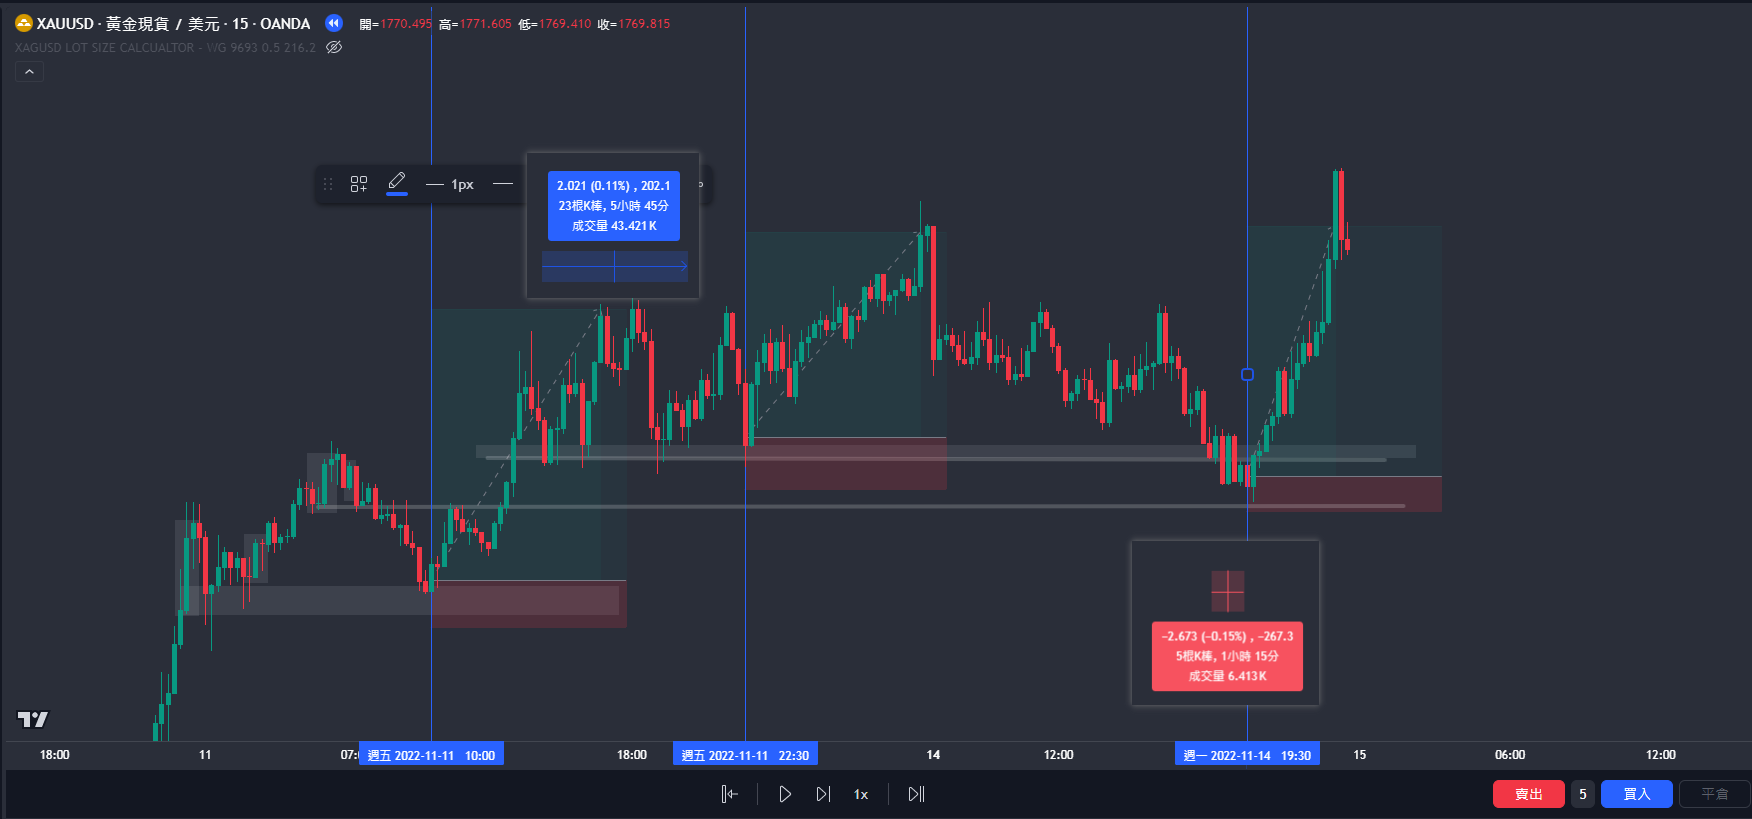 XAUUSD · 黃金現貨 / 美元 · 15 · OANDA 開=1770.495 高=1771.605 低=1769.410 收=1769.815
XAGUSD LOT SIZE CALCUALTOR - WG 9693 0.5 216.2
1px
2.021 (0.11%) , 202.1
23根K棒, 5小時 45分
成交量 43.421K
−2.673 (−0.15%) , −267.3
5根K棒, 1小時 15分
成交量 6.413K
18:00 11 07:0 週五 2022-11-11 10:00 18:00 週五 2022-11-11 22:30 14 12:00 週一 2022-11-14 19:30 15 06:00 12:00
1x 賣出 5 買入 平倉